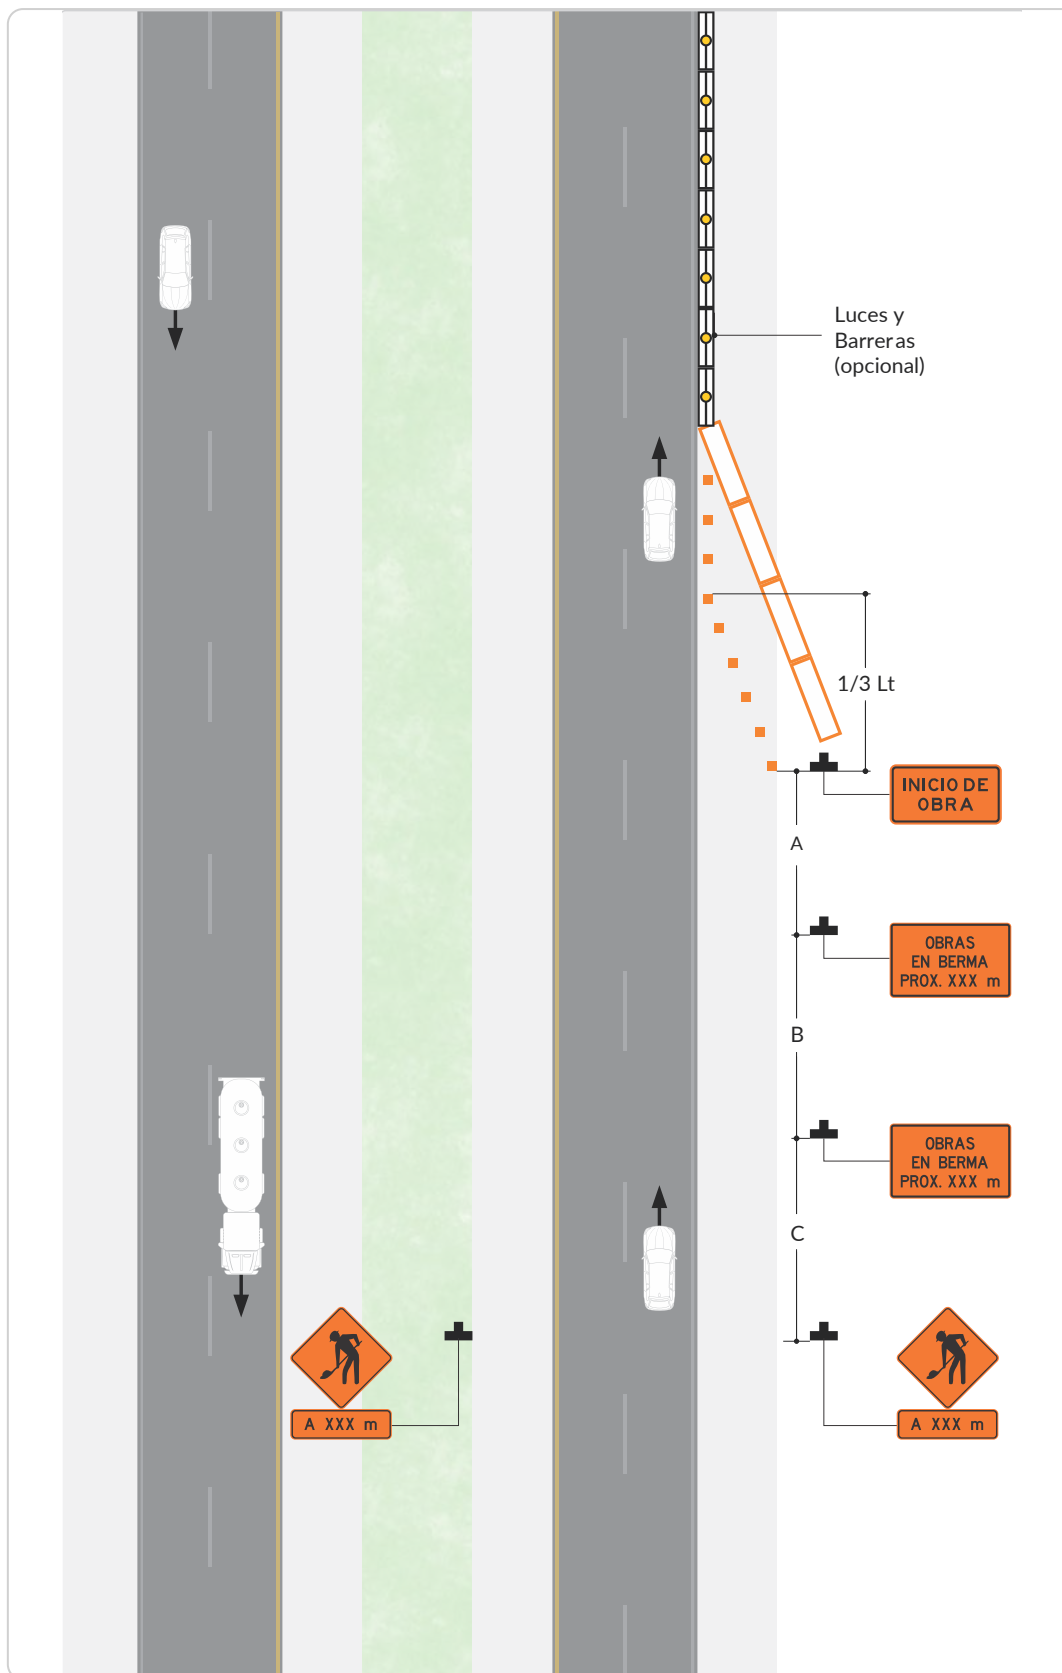 Luces y
Barreras
(opcional)
1/3 Lt
INICIO DE
OBRA
A
OBRAS
EN BERMA
PROX. XXX m
B
OBRAS
EN BERMA
PROX. XXX m
C
A XXX m
A XXX m